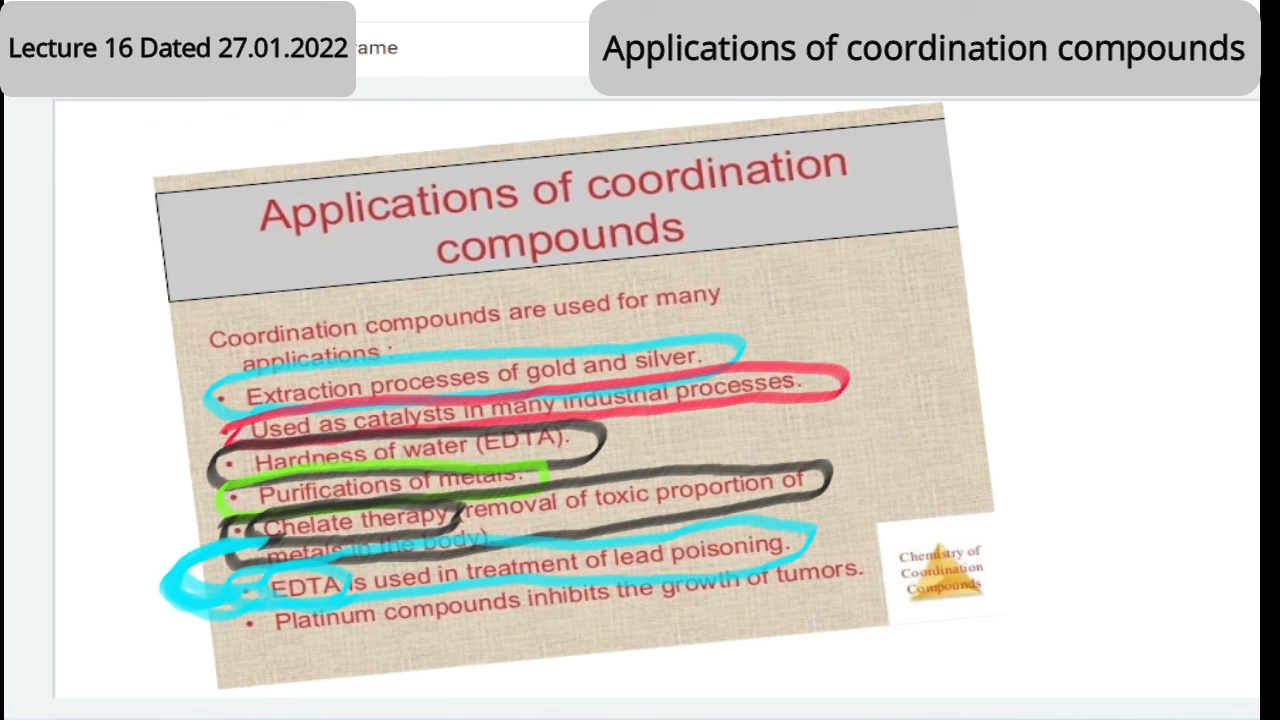 Lecture 16 Dated 27.01.2022
rame
Applications of coordination compounds
Applications of coordination
compounds
Coordination compounds are used for many
applications :
• Extraction processes of gold and silver.
• Used as catalysts in many industrial processes.
• Hardness of water (EDTA).
• Purifications of metals.
• Chelate therapy (removal of toxic proportion of
metals in the body)
• EDTA is used in treatment of lead poisoning.
• Platinum compounds inhibits the growth of tumors.
Chemistry of
Coordination
Compounds